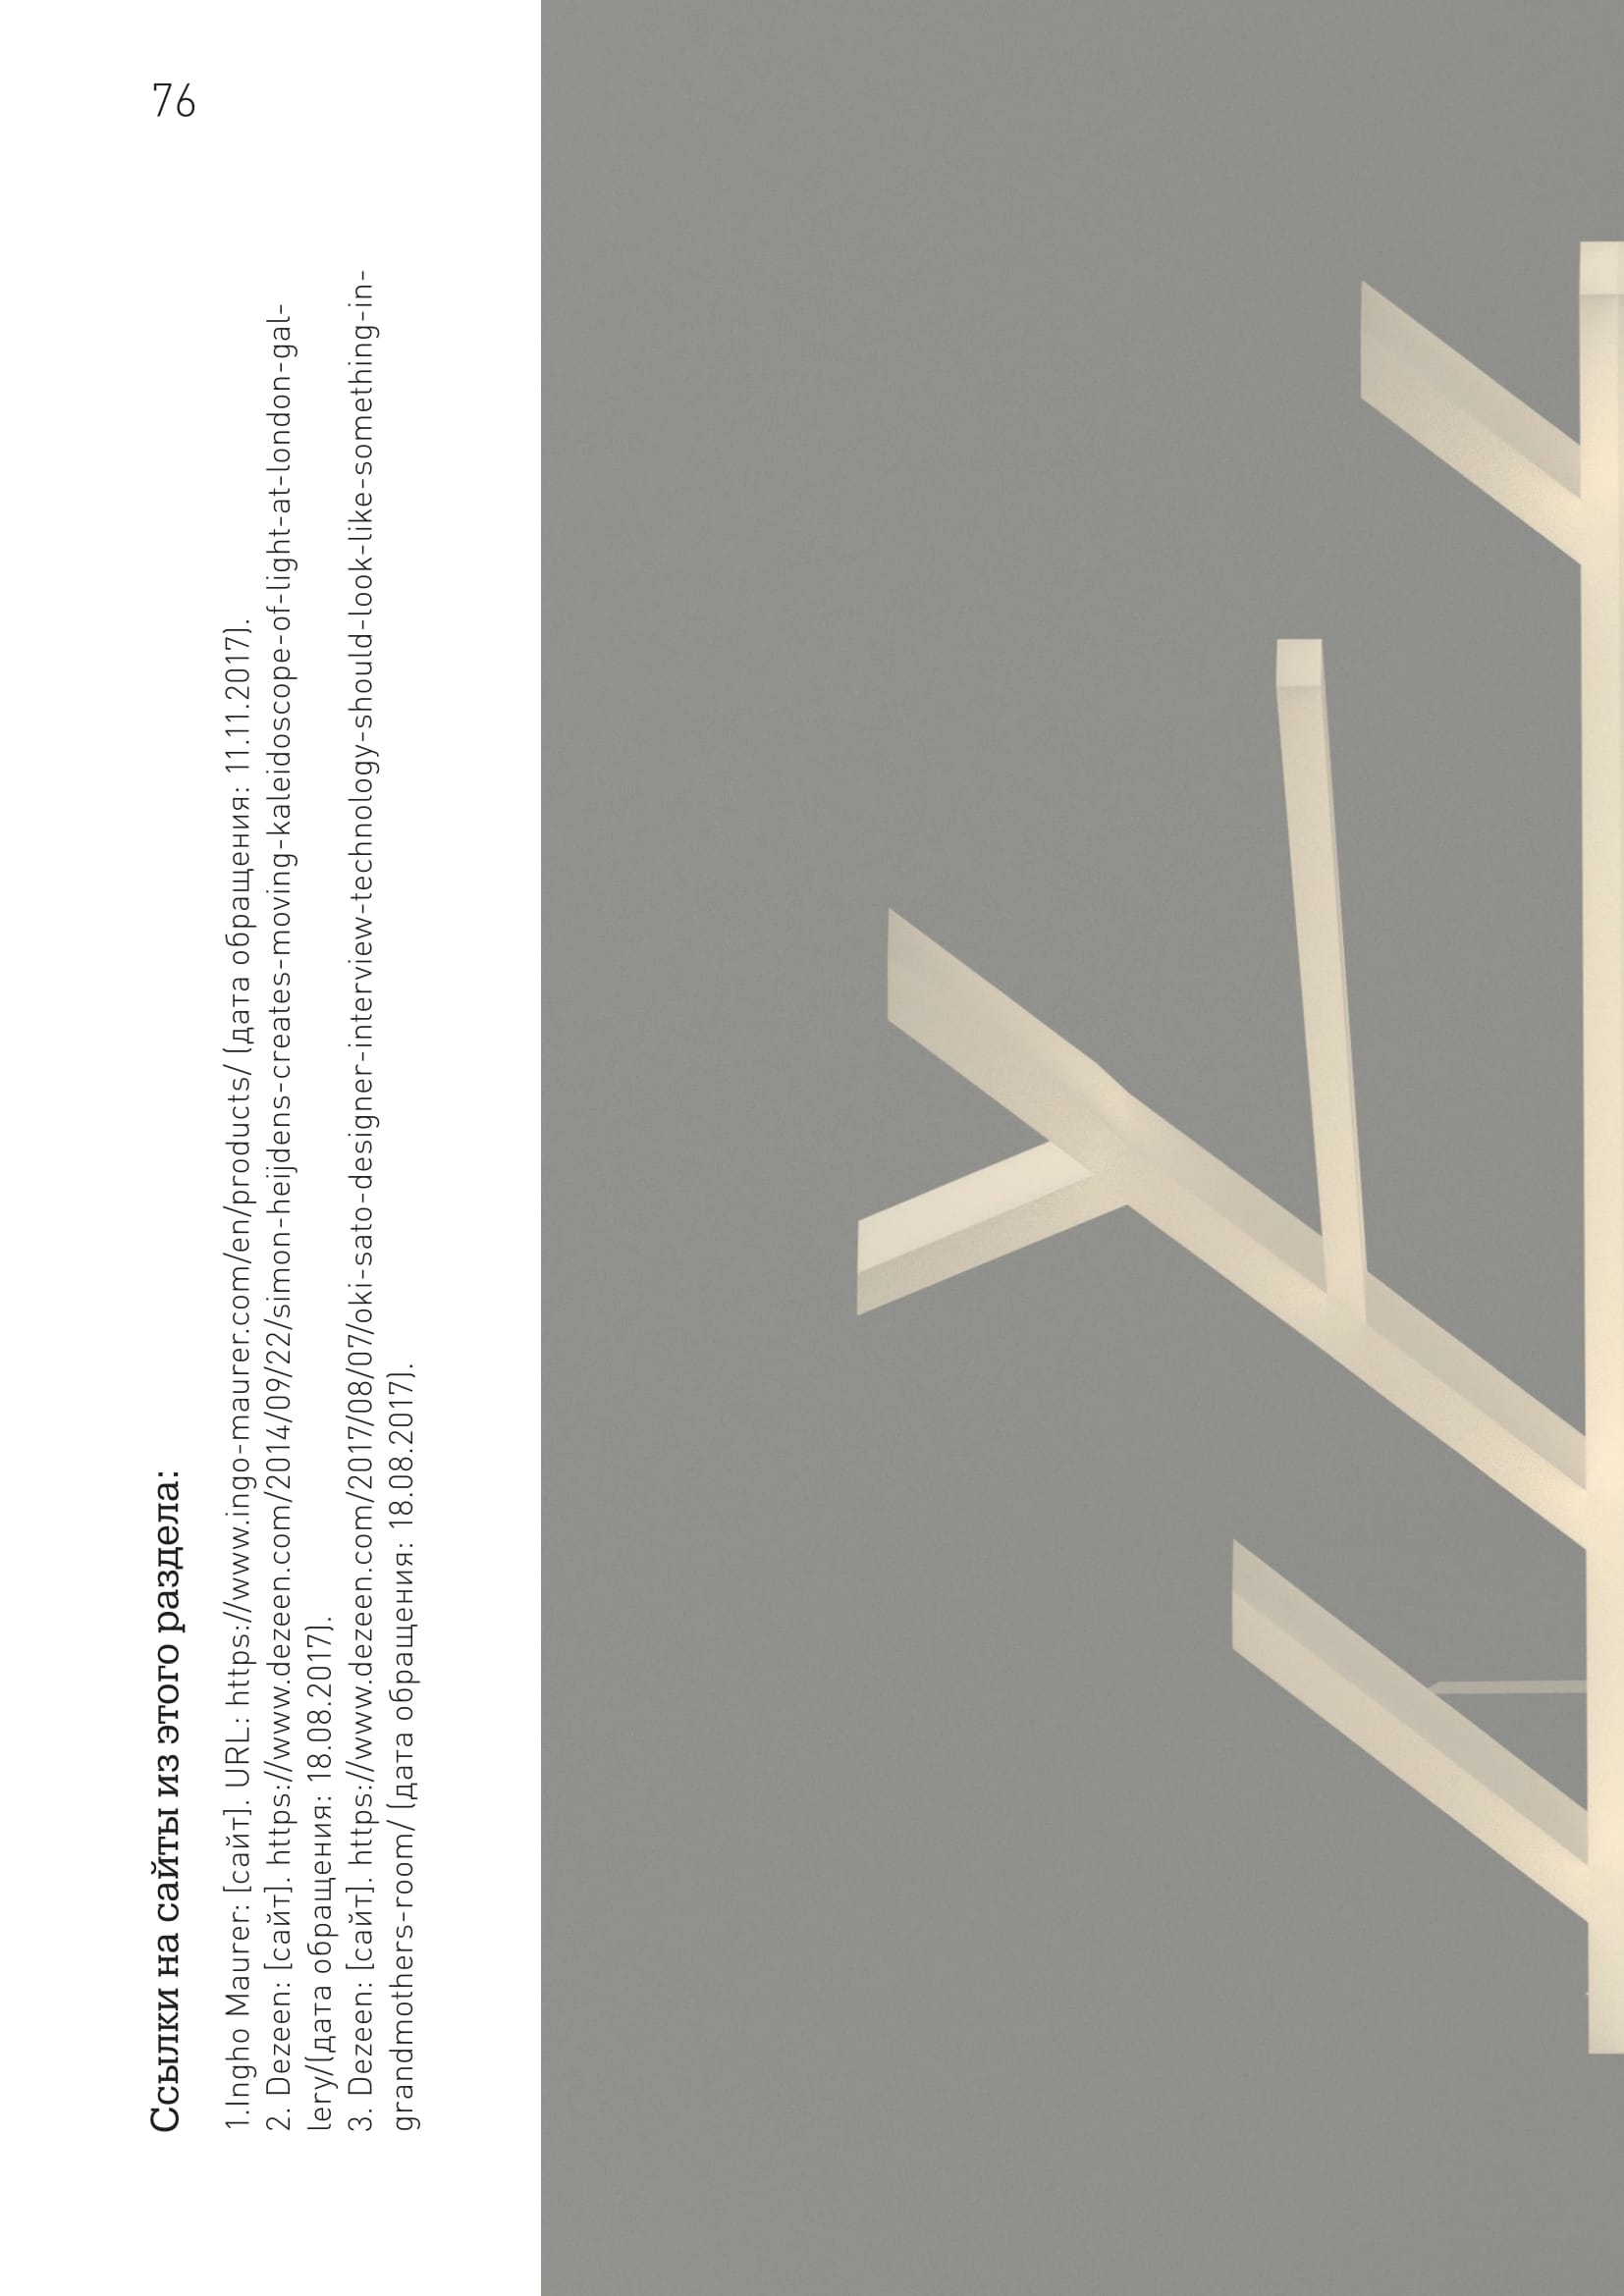 76
Ссылки на сайты из этого раздела:
1.Ingho Maurer: [сайт]. URL: https://www.ingo-maurer.com/en/products/ (дата обращения: 11.11.2017).
2. Dezeen: [сайт]. https://www.dezeen.com/2014/09/22/simon-heijdens-creates-moving-kaleidoscope-of-light-at-london-gal-
lery/(дата обращения: 18.08.2017).
3. Dezeen: [сайт]. https://www.dezeen.com/2017/08/07/oki-sato-designer-interview-technology-should-look-like-something-in-
grandmothers-room/ (дата обращения: 18.08.2017).